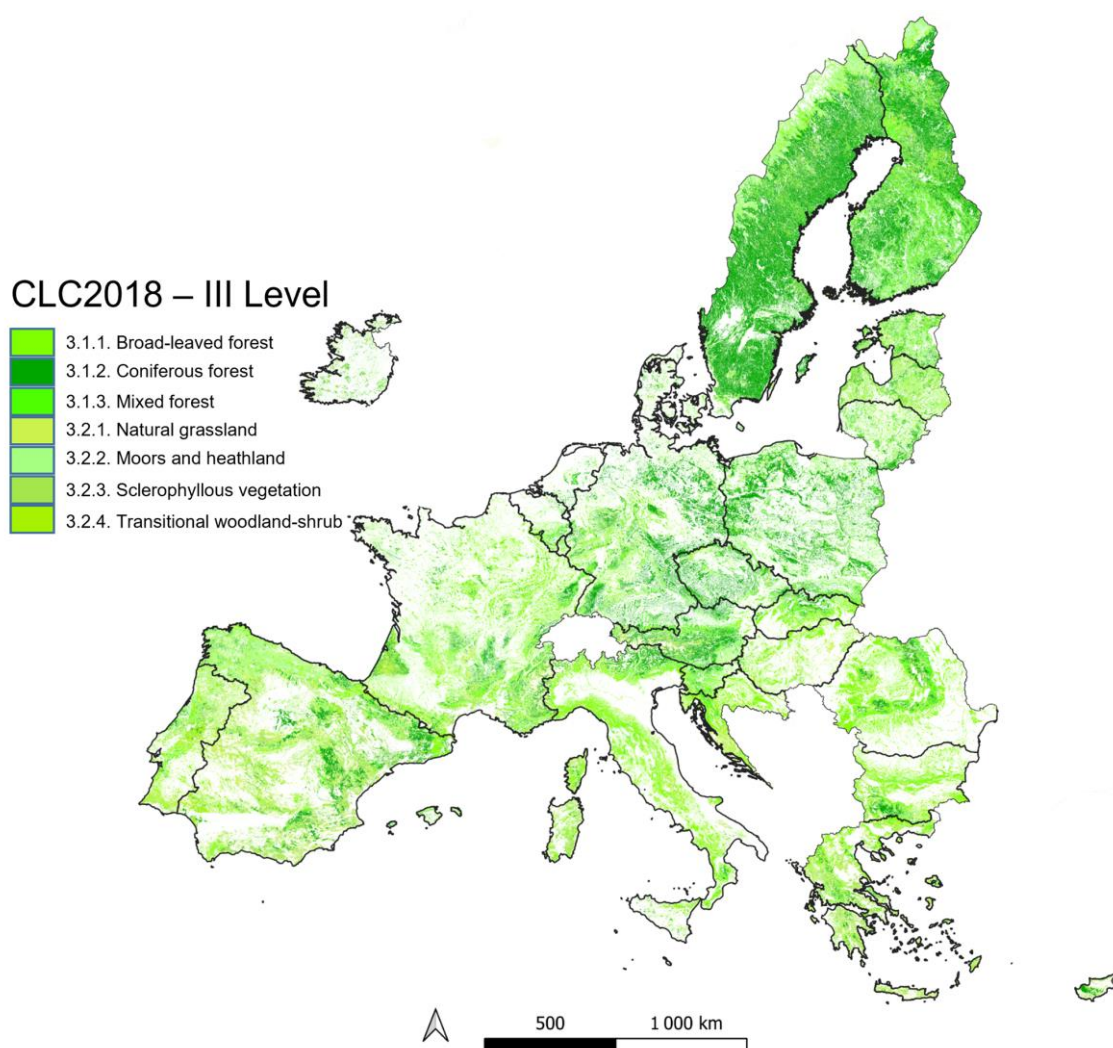 CLC2018 – III Level
3.1.1. Broad-leaved forest
3.1.2. Coniferous forest
3.1.3. Mixed forest
3.2.1. Natural grassland
3.2.2. Moors and heathland
3.2.3. Sclerophyllous vegetation
3.2.4. Transitional woodland-shrub
500 1 000 km